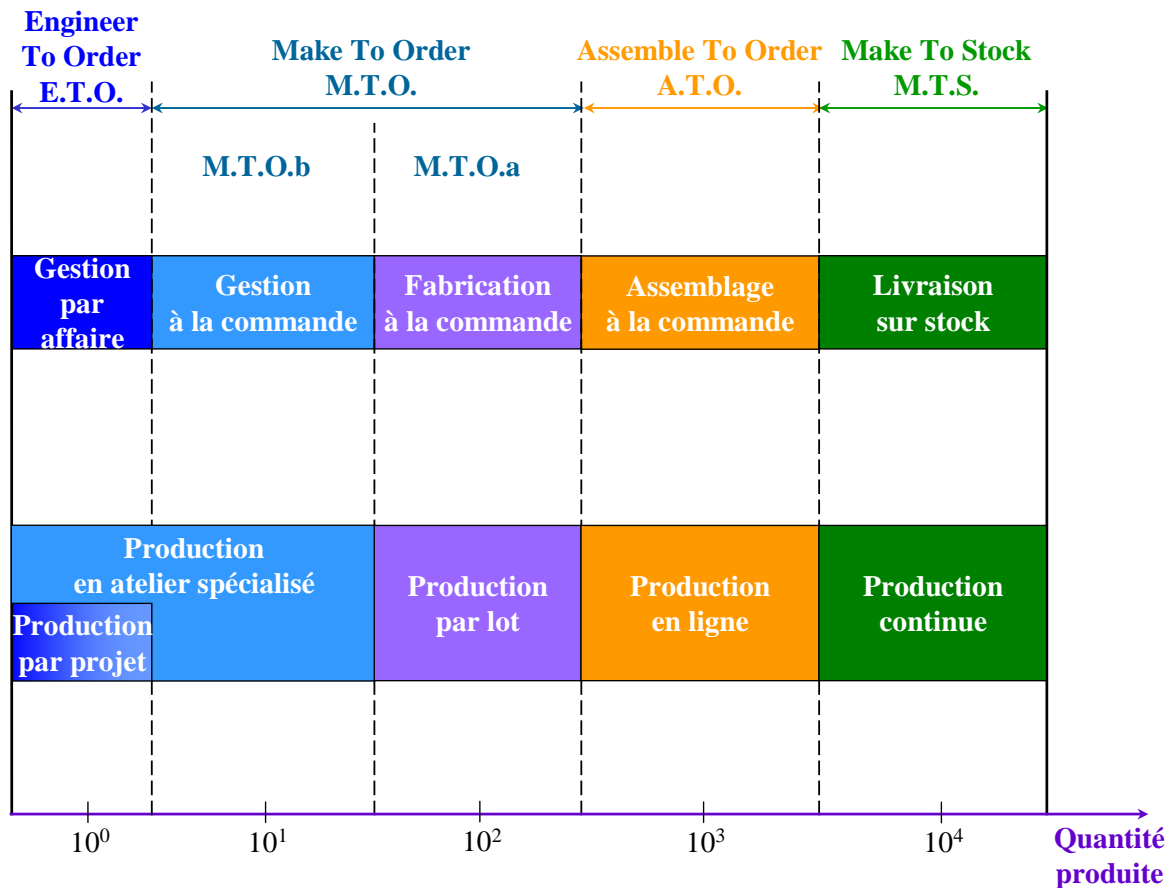 Engineer
To Order
E.T.O.
Make To Order
M.T.O.
Assemble To Order
A.T.O.
Make To Stock
M.T.S.
M.T.O.b
M.T.O.a
Gestion
par
affaire
Gestion
à la commande
Fabrication
à la commande
Assemblage
à la commande
Livraison
sur stock
Production
en atelier spécialisé
Production
par projet
Production
par lot
Production
en ligne
Production
continue
10⁰
10¹
10²
10³
10⁴
Quantité
produite